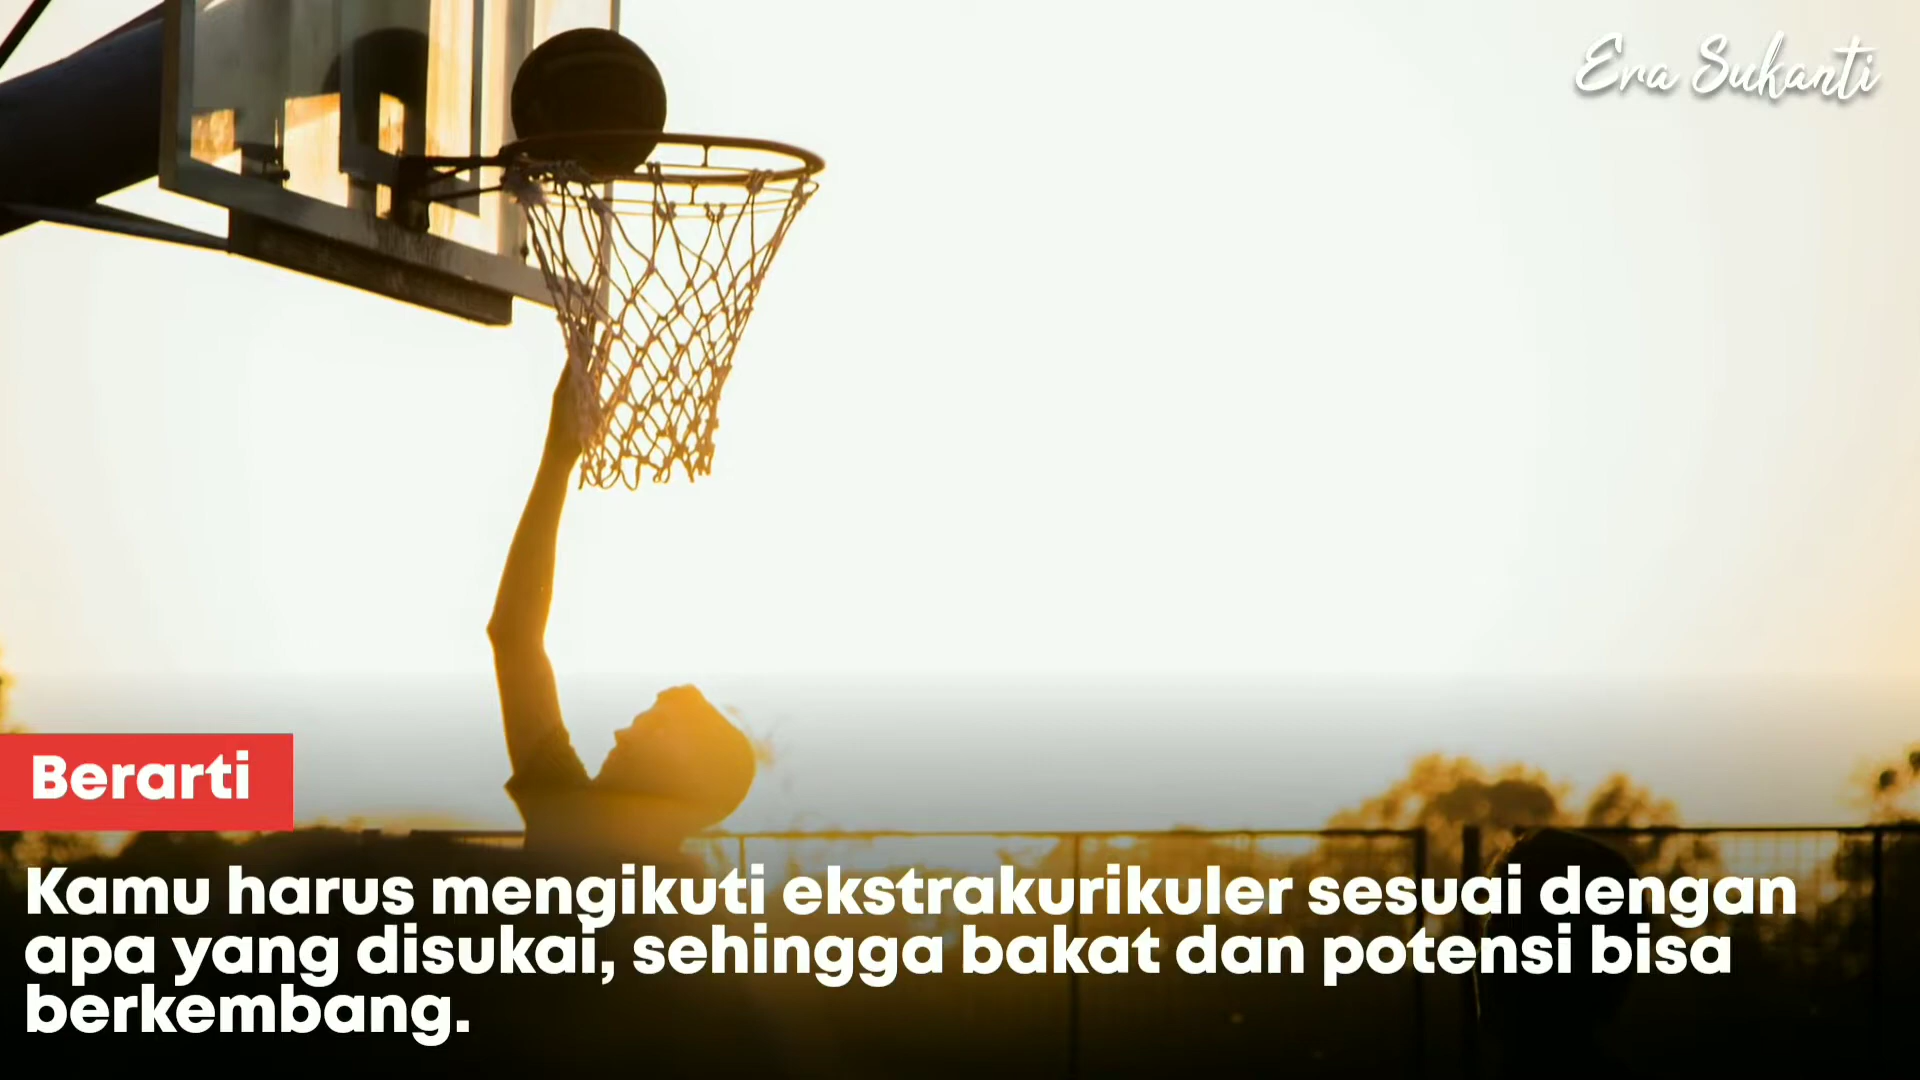 Era Sukanti
Berarti
Kamu harus mengikuti ekstrakurikuler sesuai dengan
apa yang disukai, sehingga bakat dan potensi bisa
berkembang.